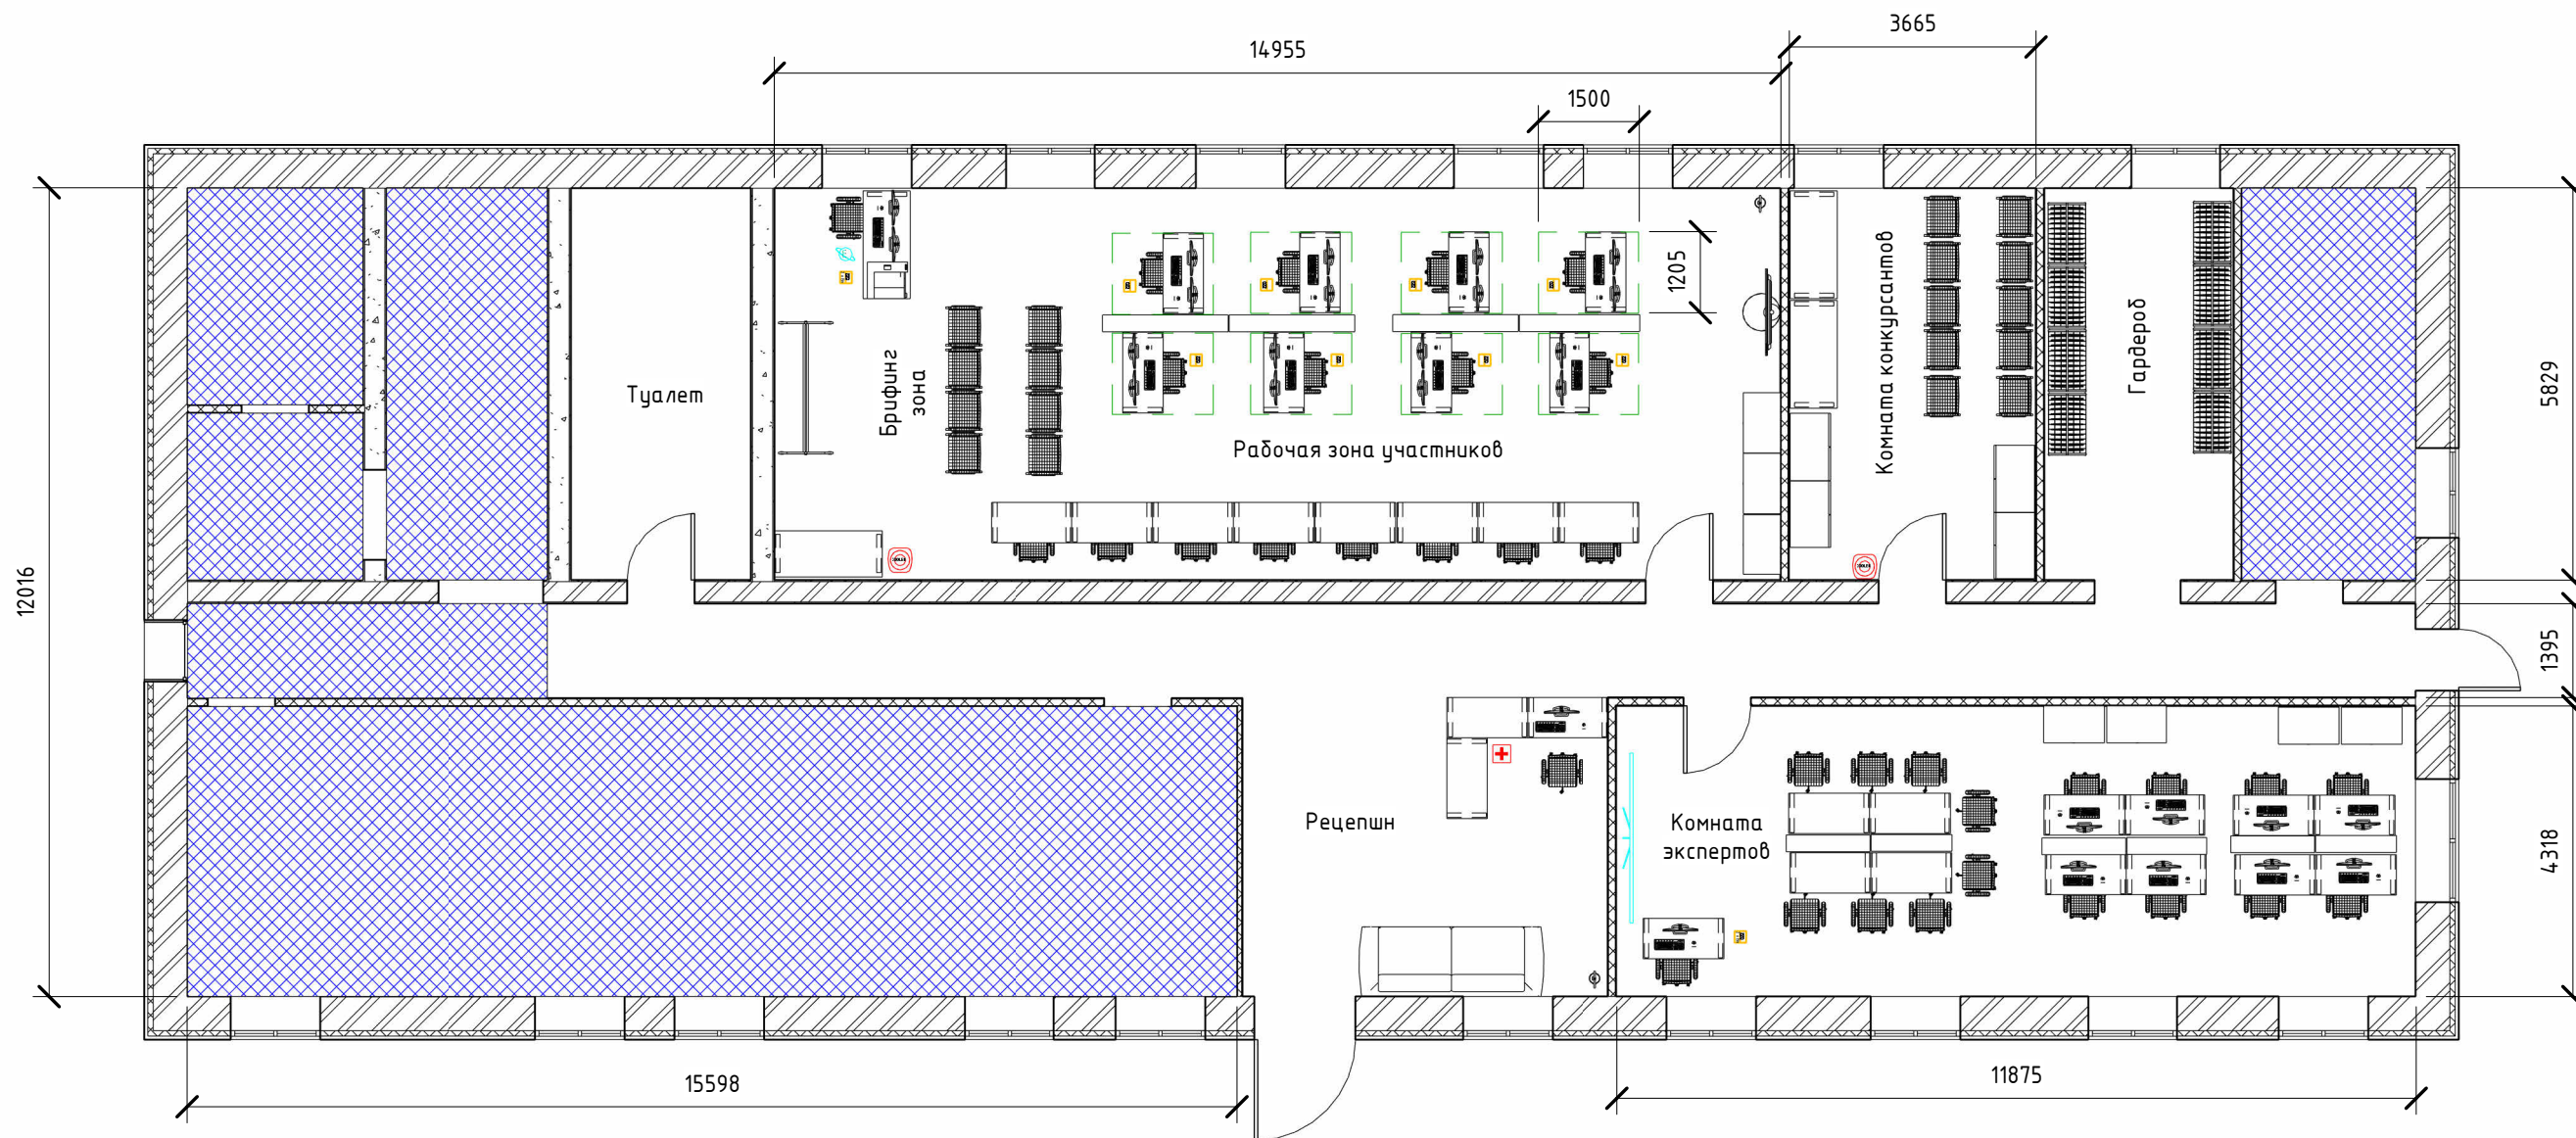 3665
14955
1500
1205
12016
5829
1395
4318
Туалет
Брифинг
зона
Рабочая зона участников
Комната конкурсантов
Гардероб
Рецепшн
Комната
экспертов
15598
11875